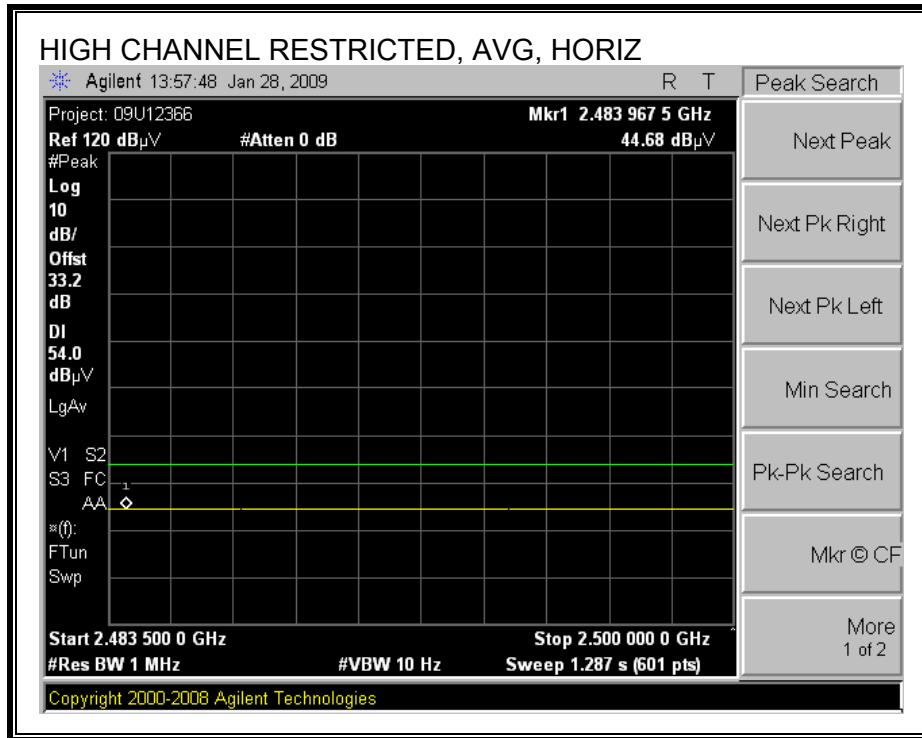 HIGH CHANNEL RESTRICTED, AVG, HORIZ
Agilent 13:57:48 Jan 28, 2009 R T
Project: 09U12366 Mkr1 2.483 967 5 GHz
Ref 120 dBµV #Atten 0 dB 44.68 dBµV
#Peak
Log
10
dB/
Offst
33.2
dB
DI
54.0
dBµV
LgAv
V1 S2
S3 FC
AA
1
¤(f):
FTun
Swp
Start 2.483 500 0 GHz Stop 2.500 000 0 GHz
#Res BW 1 MHz #VBW 10 Hz Sweep 1.287 s (601 pts)
Copyright 2000-2008 Agilent Technologies
Peak Search
Next Peak
Next Pk Right
Next Pk Left
Min Search
Pk-Pk Search
Mkr © CF
More
1 of 2